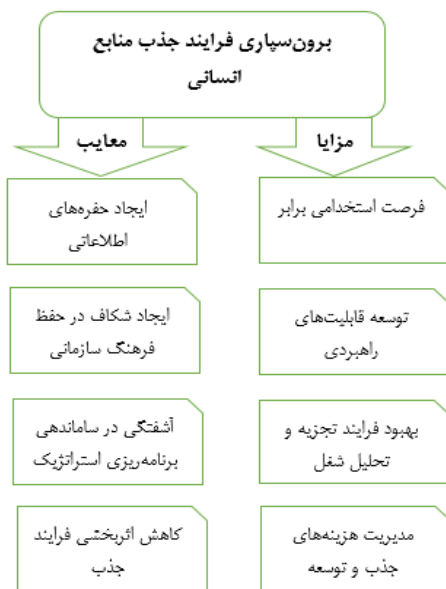 برون‌سپاری فرایند جذب منابع
انسانی
مزایا
معایب
فرصت استخدامی برابر
توسعه قابلیت‌های
راهبردی
بهبود فرایند تجزیه و
تحلیل شغل
مدیریت هزینه‌های
جذب و توسعه
ایجاد حفره‌های
اطلاعاتی
ایجاد شکاف در حفظ
فرهنگ سازمانی
آشفتگی در ساماندهی
برنامه‌ریزی استراتژیک
کاهش اثربخشی فرایند
جذب